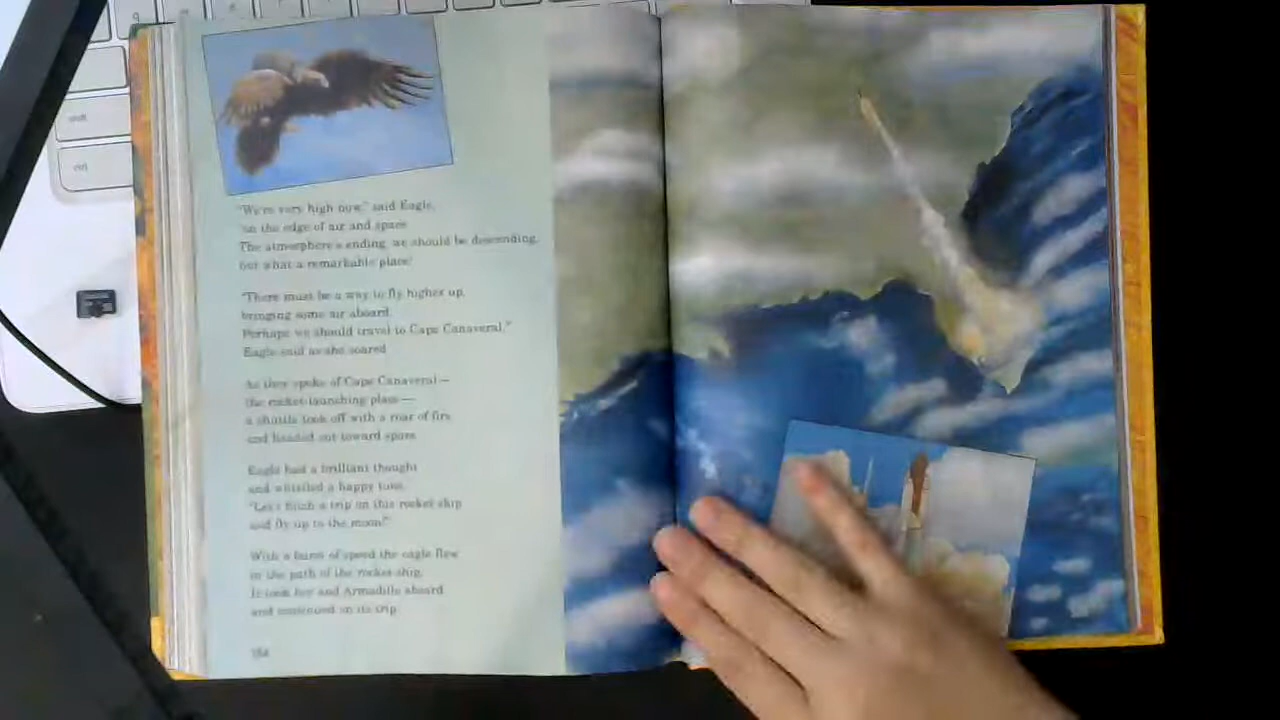 "We're very high now," said Eagle,
"on the edge of air and space.
The atmosphere's ending, we should be descending,
but what a remarkable place!
"There must be a way to fly higher up,
bringing some air aboard.
Perhaps we should travel to Cape Canaveral,"
Eagle said as she soared.
As they spoke of Cape Canaveral—
the rocket-launching place—
a shuttle took off with a roar of fire
and headed out toward space.
Eagle had a brilliant thought
and whistled a happy tune.
"Let's hitch a trip on this rocket ship
and fly up to the moon!"
With a burst of speed the eagle flew
in the path of the rocket ship.
It took her and Armadillo aboard
and continued on its trip.